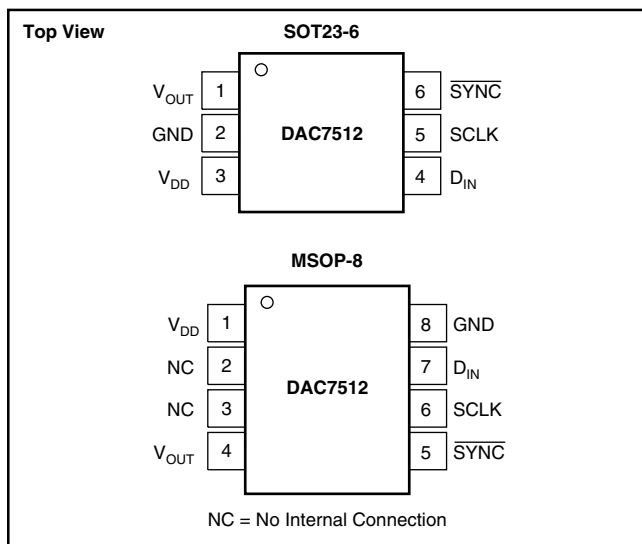 Top View
SOT23-6
V_OUT 1
GND 2
V_DD 3
DAC7512
6 S̅Y̅N̅C̅
5 SCLK
4 D_IN
MSOP-8
V_DD 1
NC 2
NC 3
V_OUT 4
DAC7512
8 GND
7 D_IN
6 SCLK
5 S̅Y̅N̅C̅
NC = No Internal Connection